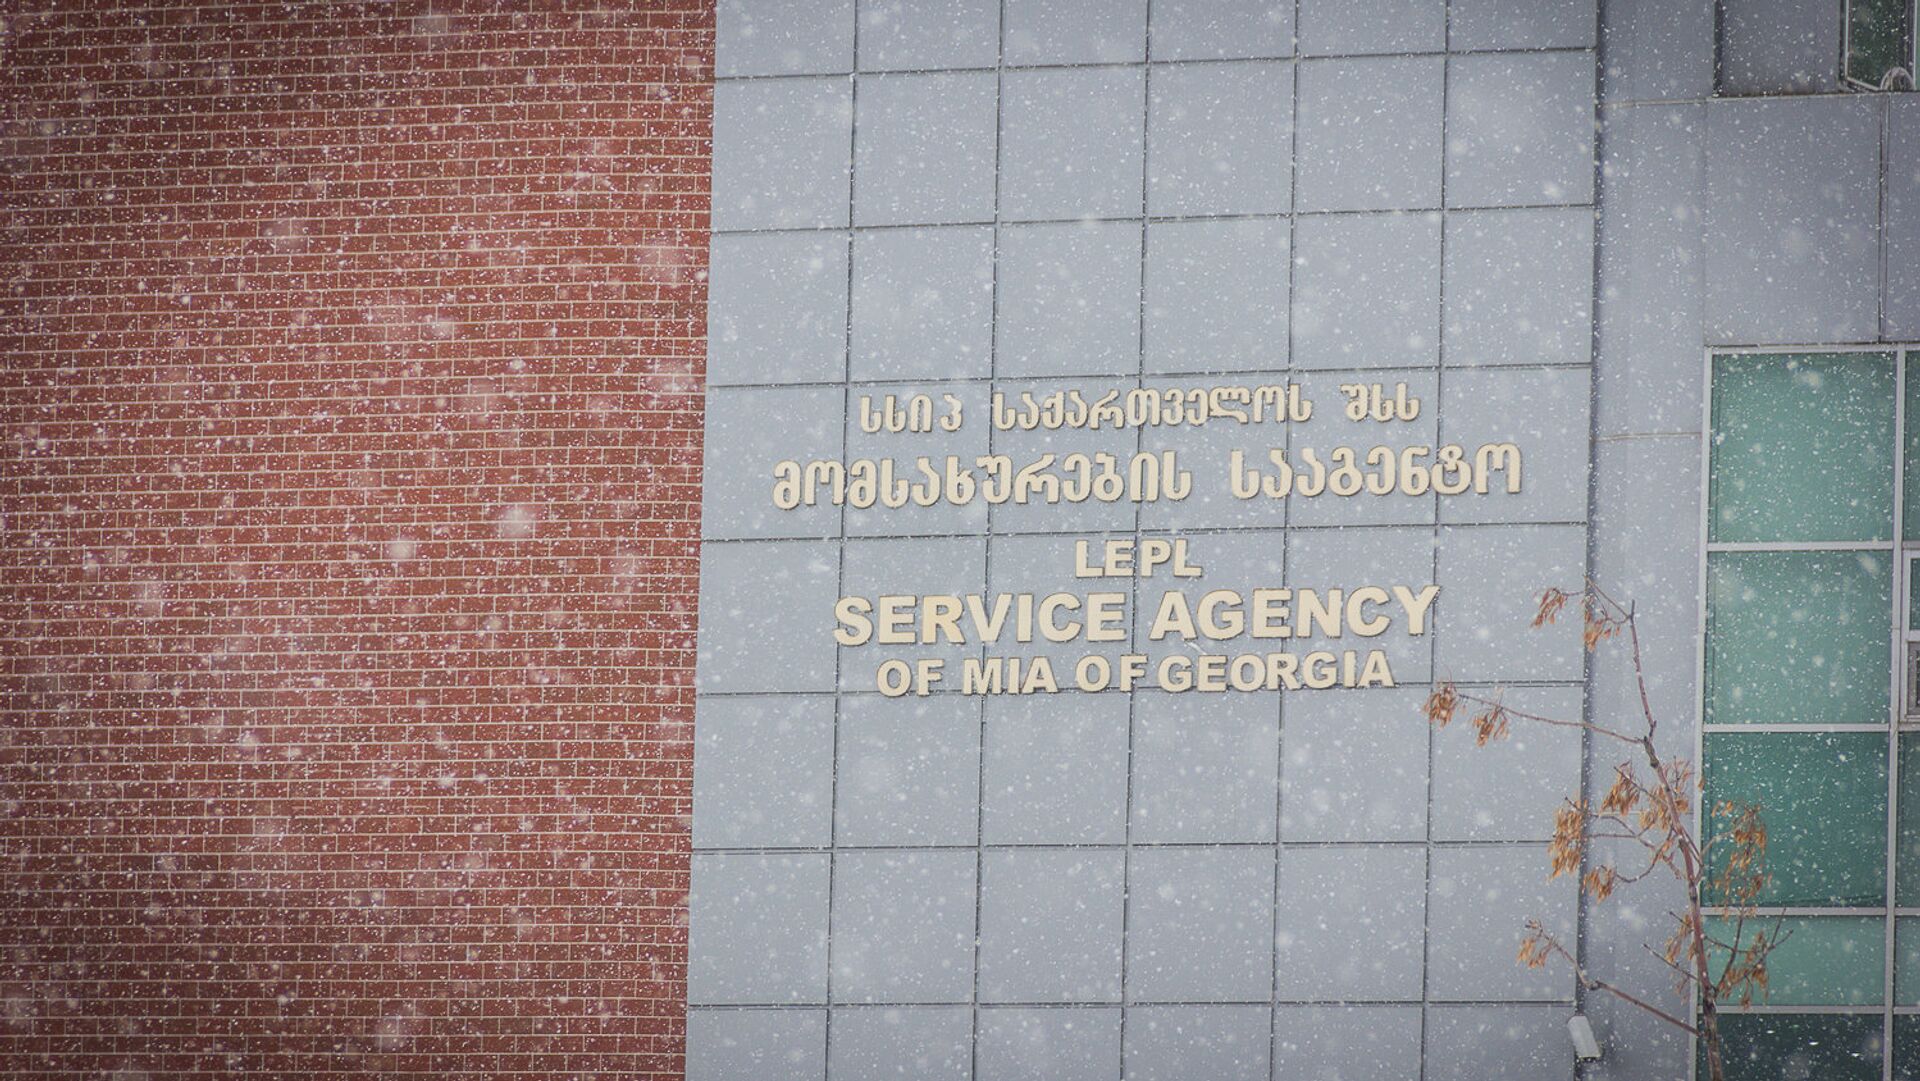 სსიპ საქართველოს შსს
მომსახურების სააგენტო
LEPL
SERVICE AGENCY
OF MIA OF GEORGIA